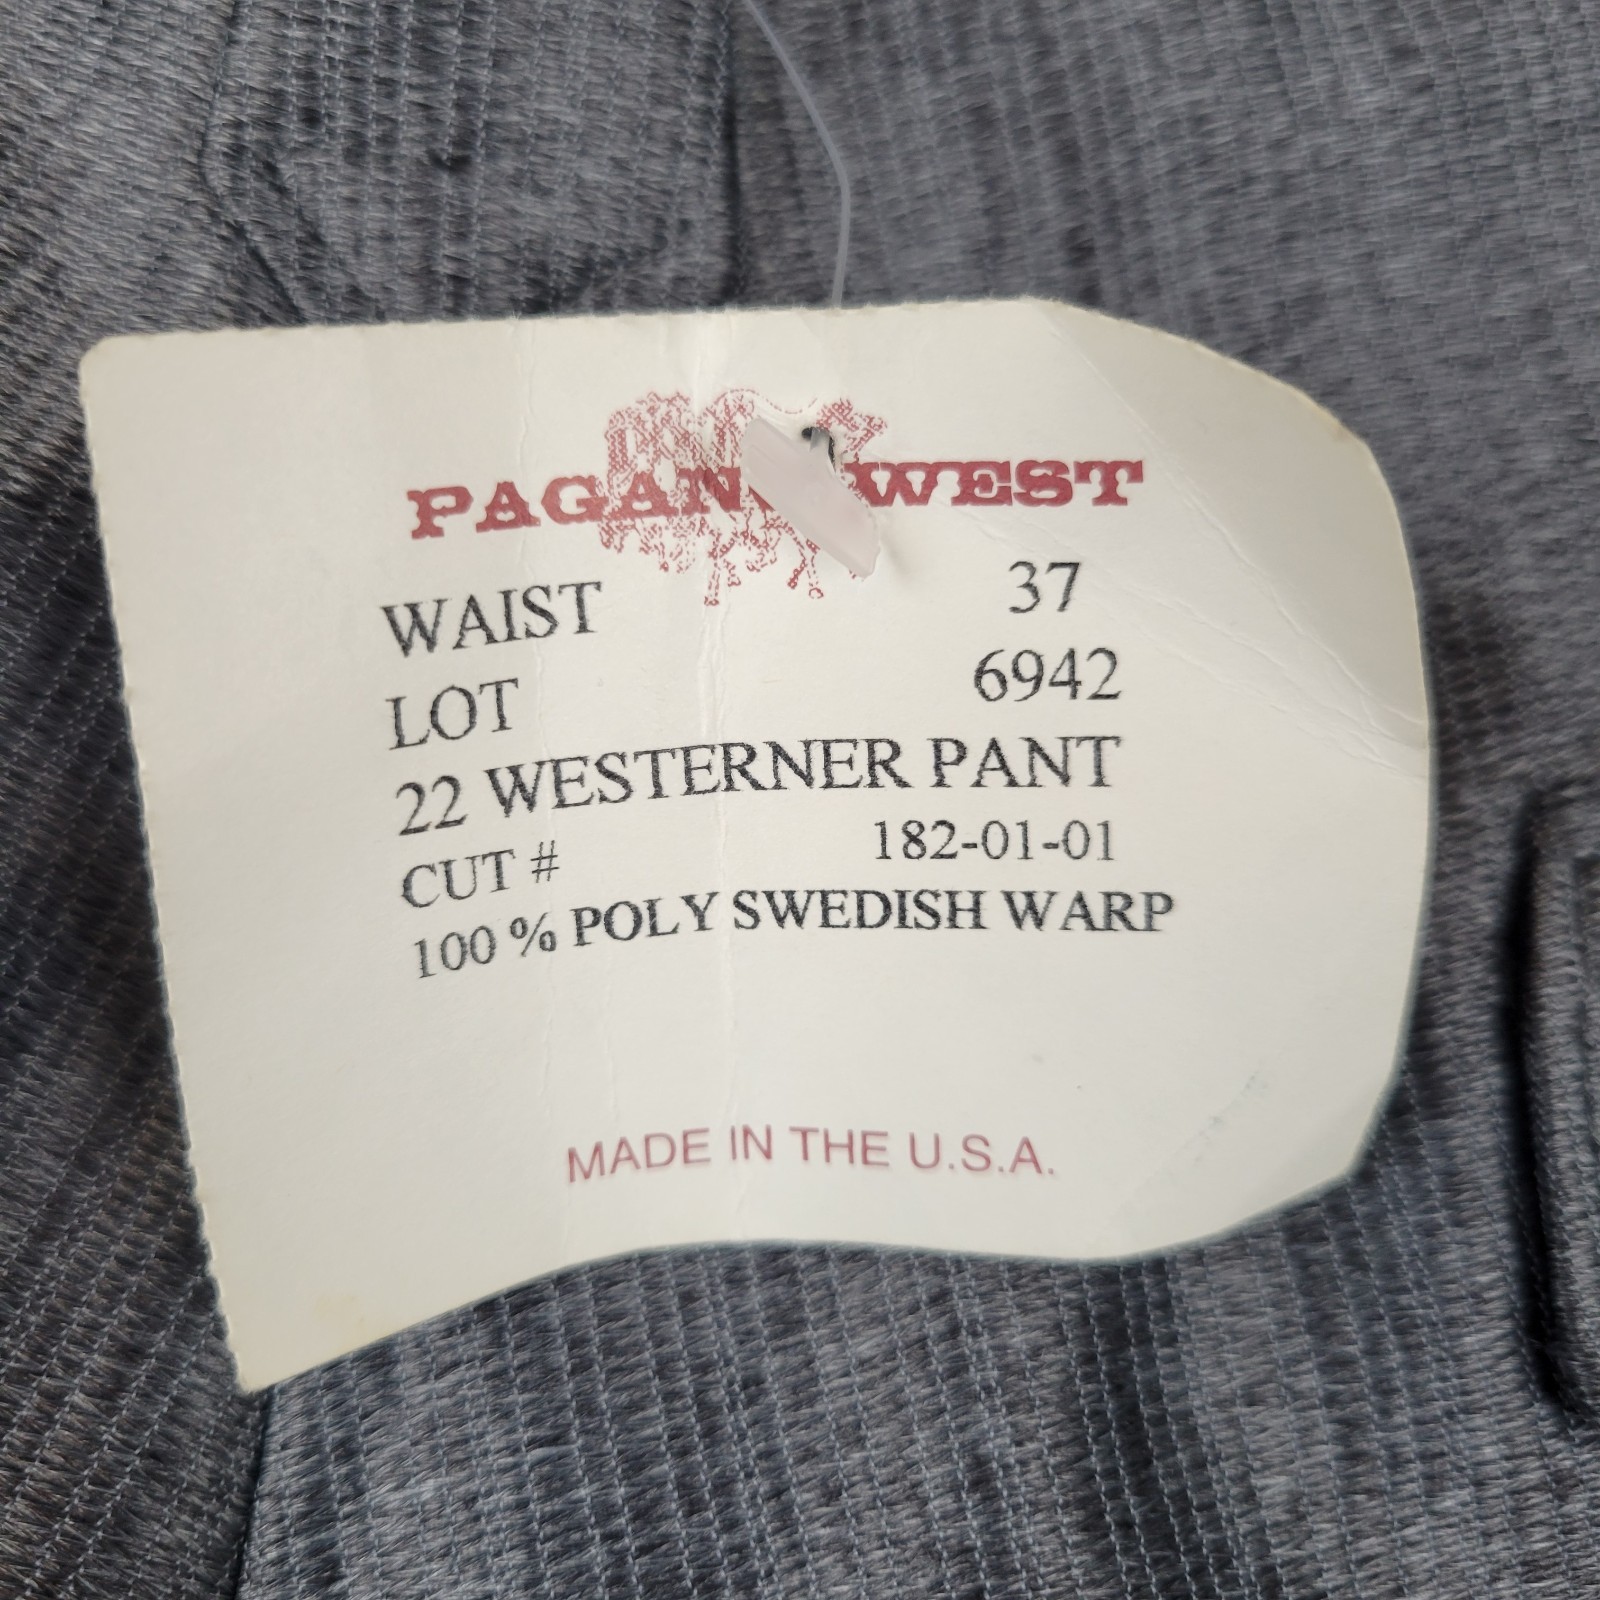 PAGANO WEST
WAIST 37
LOT 6942
22 WESTERNER PANT
CUT # 182-01-01
100 % POLY SWEDISH WARP
MADE IN THE U.S.A.